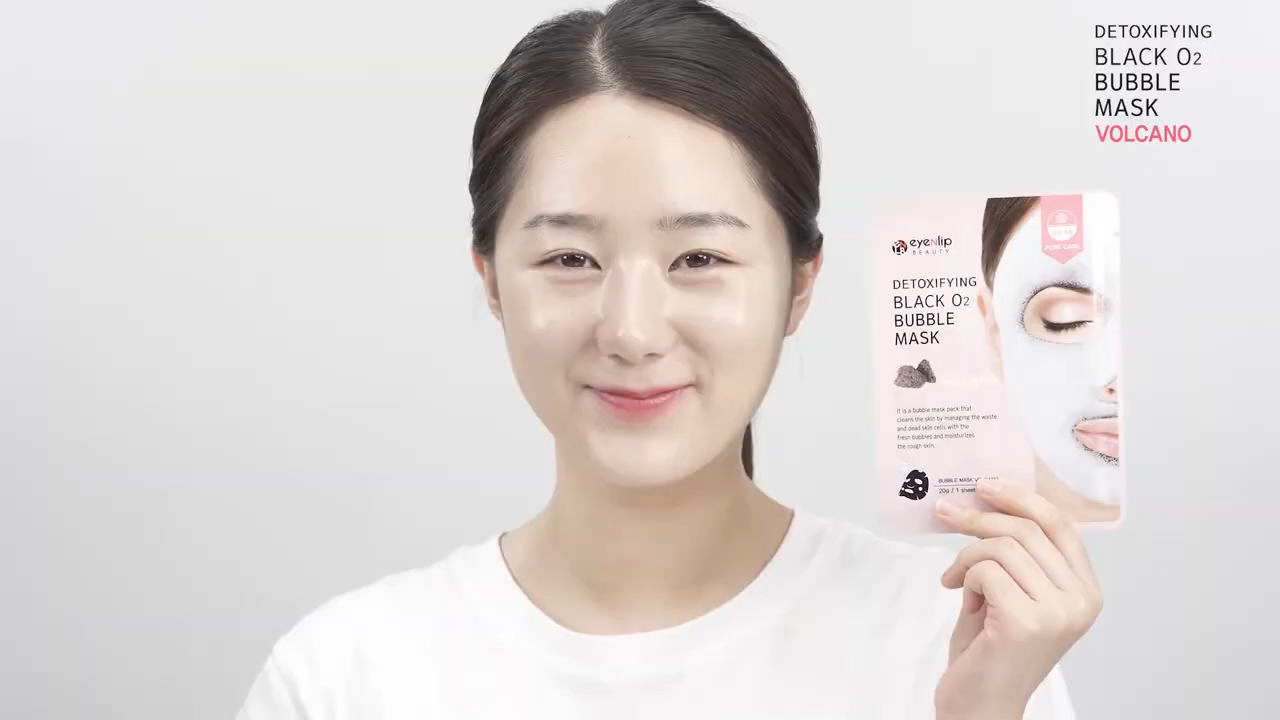 DETOXIFYING
BLACK O2
BUBBLE
MASK
VOLCANO
eyeNlip
BEAUTY
PORE CARE
DETOXIFYING
BLACK O2
BUBBLE
MASK
It is a bubble mask pack that
cleans the skin by managing the waste
and dead skin cells with the
fresh bubbles and moisturizes
the rough skin.
BUBBLE MASK
20g / 1 sheet